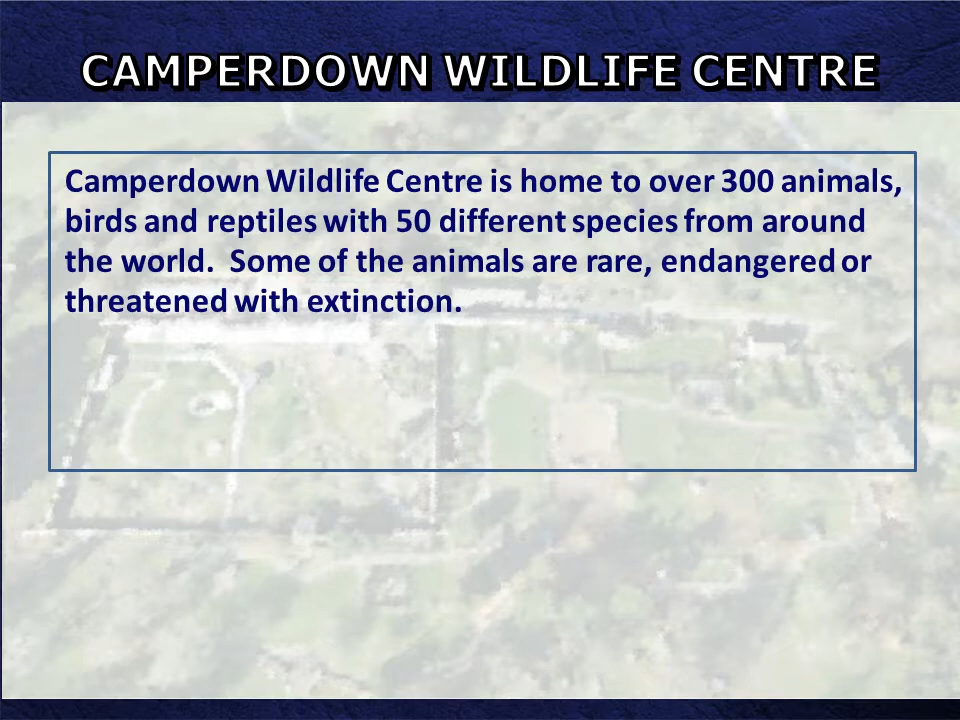 CAMPERDOWN WILDLIFE CENTRE
Camperdown Wildlife Centre is home to over 300 animals,
birds and reptiles with 50 different species from around
the world.  Some of the animals are rare, endangered or
threatened with extinction.